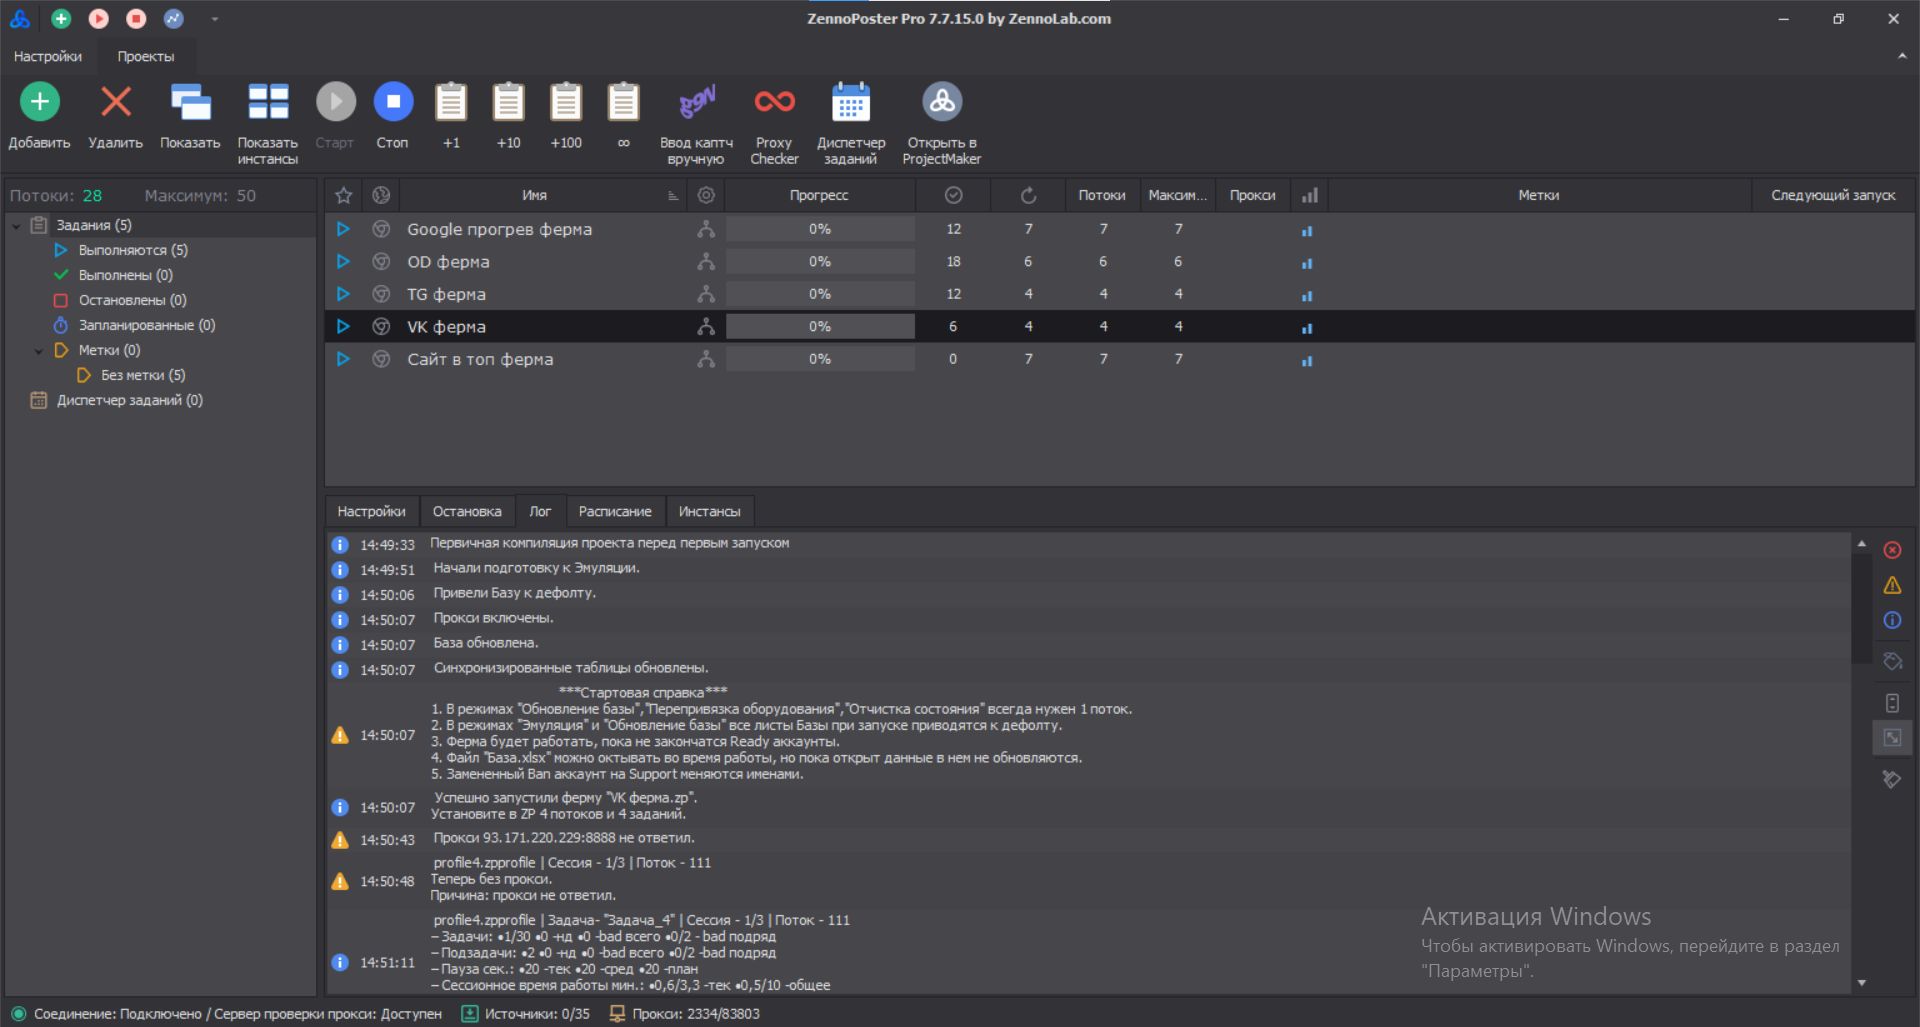 ZennoPoster Pro 7.7.15.0 by ZennoLab.com
Настройки
Проекты
Добавить
Удалить
Показать
Показать инстансы
Старт
Стоп
+1
+10
+100
∞
g9N
Ввод каптч вручную
Proxy Checker
Диспетчер заданий
Открыть в ProjectMaker
Потоки: 28 Максимум: 50
Задания (5)
Выполняются (5)
Выполнены (0)
Остановлены (0)
Запланированные (0)
Метки (0)
Без метки (5)
Диспетчер заданий (0)
Имя Прогресс Потоки Максим... Прокси Метки Следующий запуск
Google прогрев ферма 0% 12 7 7 7
OD ферма 0% 18 6 6 6
TG ферма 0% 12 4 4 4
VK ферма 0% 6 4 4 4
Сайт в топ ферма 0% 0 7 7 7
Настройки Остановка Лог Расписание Инстансы
14:49:33 Первичная компиляция проекта перед первым запуском
14:49:51 Начали подготовку к Эмуляции.
14:50:06 Привели Базу к дефолту.
14:50:07 Прокси включены.
14:50:07 База обновлена.
14:50:07 Синхронизированные таблицы обновлены.
***Стартовая справка***
1. В режимах "Обновление базы","Перепривязка оборудования","Отчистка состояния" всегда нужен 1 поток.
2. В режимах "Эмуляция" и "Обновление базы" все листы Базы при запуске приводятся к дефолту.
14:50:07
3. Ферма будет работать, пока не закончатся Ready аккаунты.
4. Файл "База.xlsx" можно октывать во время работы, но пока открыт данные в нем не обновляются.
5. Замененный Ban аккаунт на Support меняются именами.
Успешно запустили ферму "VK ферма.zp".
14:50:07
Установите в ZP 4 потоков и 4 заданий.
14:50:43 Прокси 93.171.220.229:8888 не ответил.
profile4.zpprofile | Сессия - 1/3 | Поток - 111
14:50:48 Теперь без прокси.
Причина: прокси не ответил.
profile4.zpprofile | Задача- "Задача_4" | Сессия - 1/3 | Поток - 111
– Задачи: •1/30 •0 -нд •0 -bad всего •0/2 - bad подряд
– Подзадачи: •2 •0 -нд •0 -bad всего •0/2 -bad подряд
14:51:11
– Пауза сек.: •20 -тек •20 -сред •20 -план
– Сессионное время работы мин.: •0,6/3,3 -тек •0,5/10 -общее
Активация Windows
Чтобы активировать Windows, перейдите в раздел
"Параметры".
Соединение: Подключено / Сервер проверки прокси: Доступен Источники: 0/35 Прокси: 2334/83803